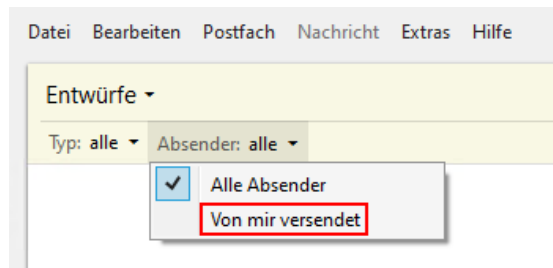 Datei Bearbeiten Postfach Nachricht Extras Hilfe
Entwürfe
Typ: alle Absender: alle
Alle Absender
Von mir versendet